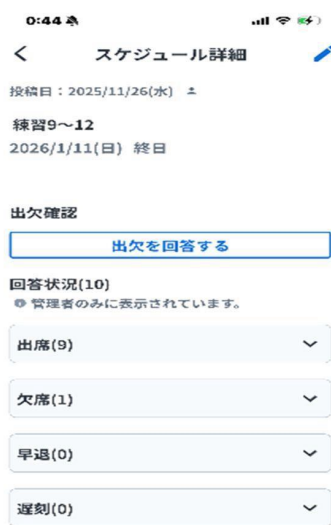 0:44
スケジュール詳細
投稿日：2025/11/26(水)
練習9〜12
2026/1/11(日) 終日
出欠確認
出欠を回答する
回答状況(10)
管理者のみに表示されています。
出席(9)
欠席(1)
早退(0)
遅刻(0)